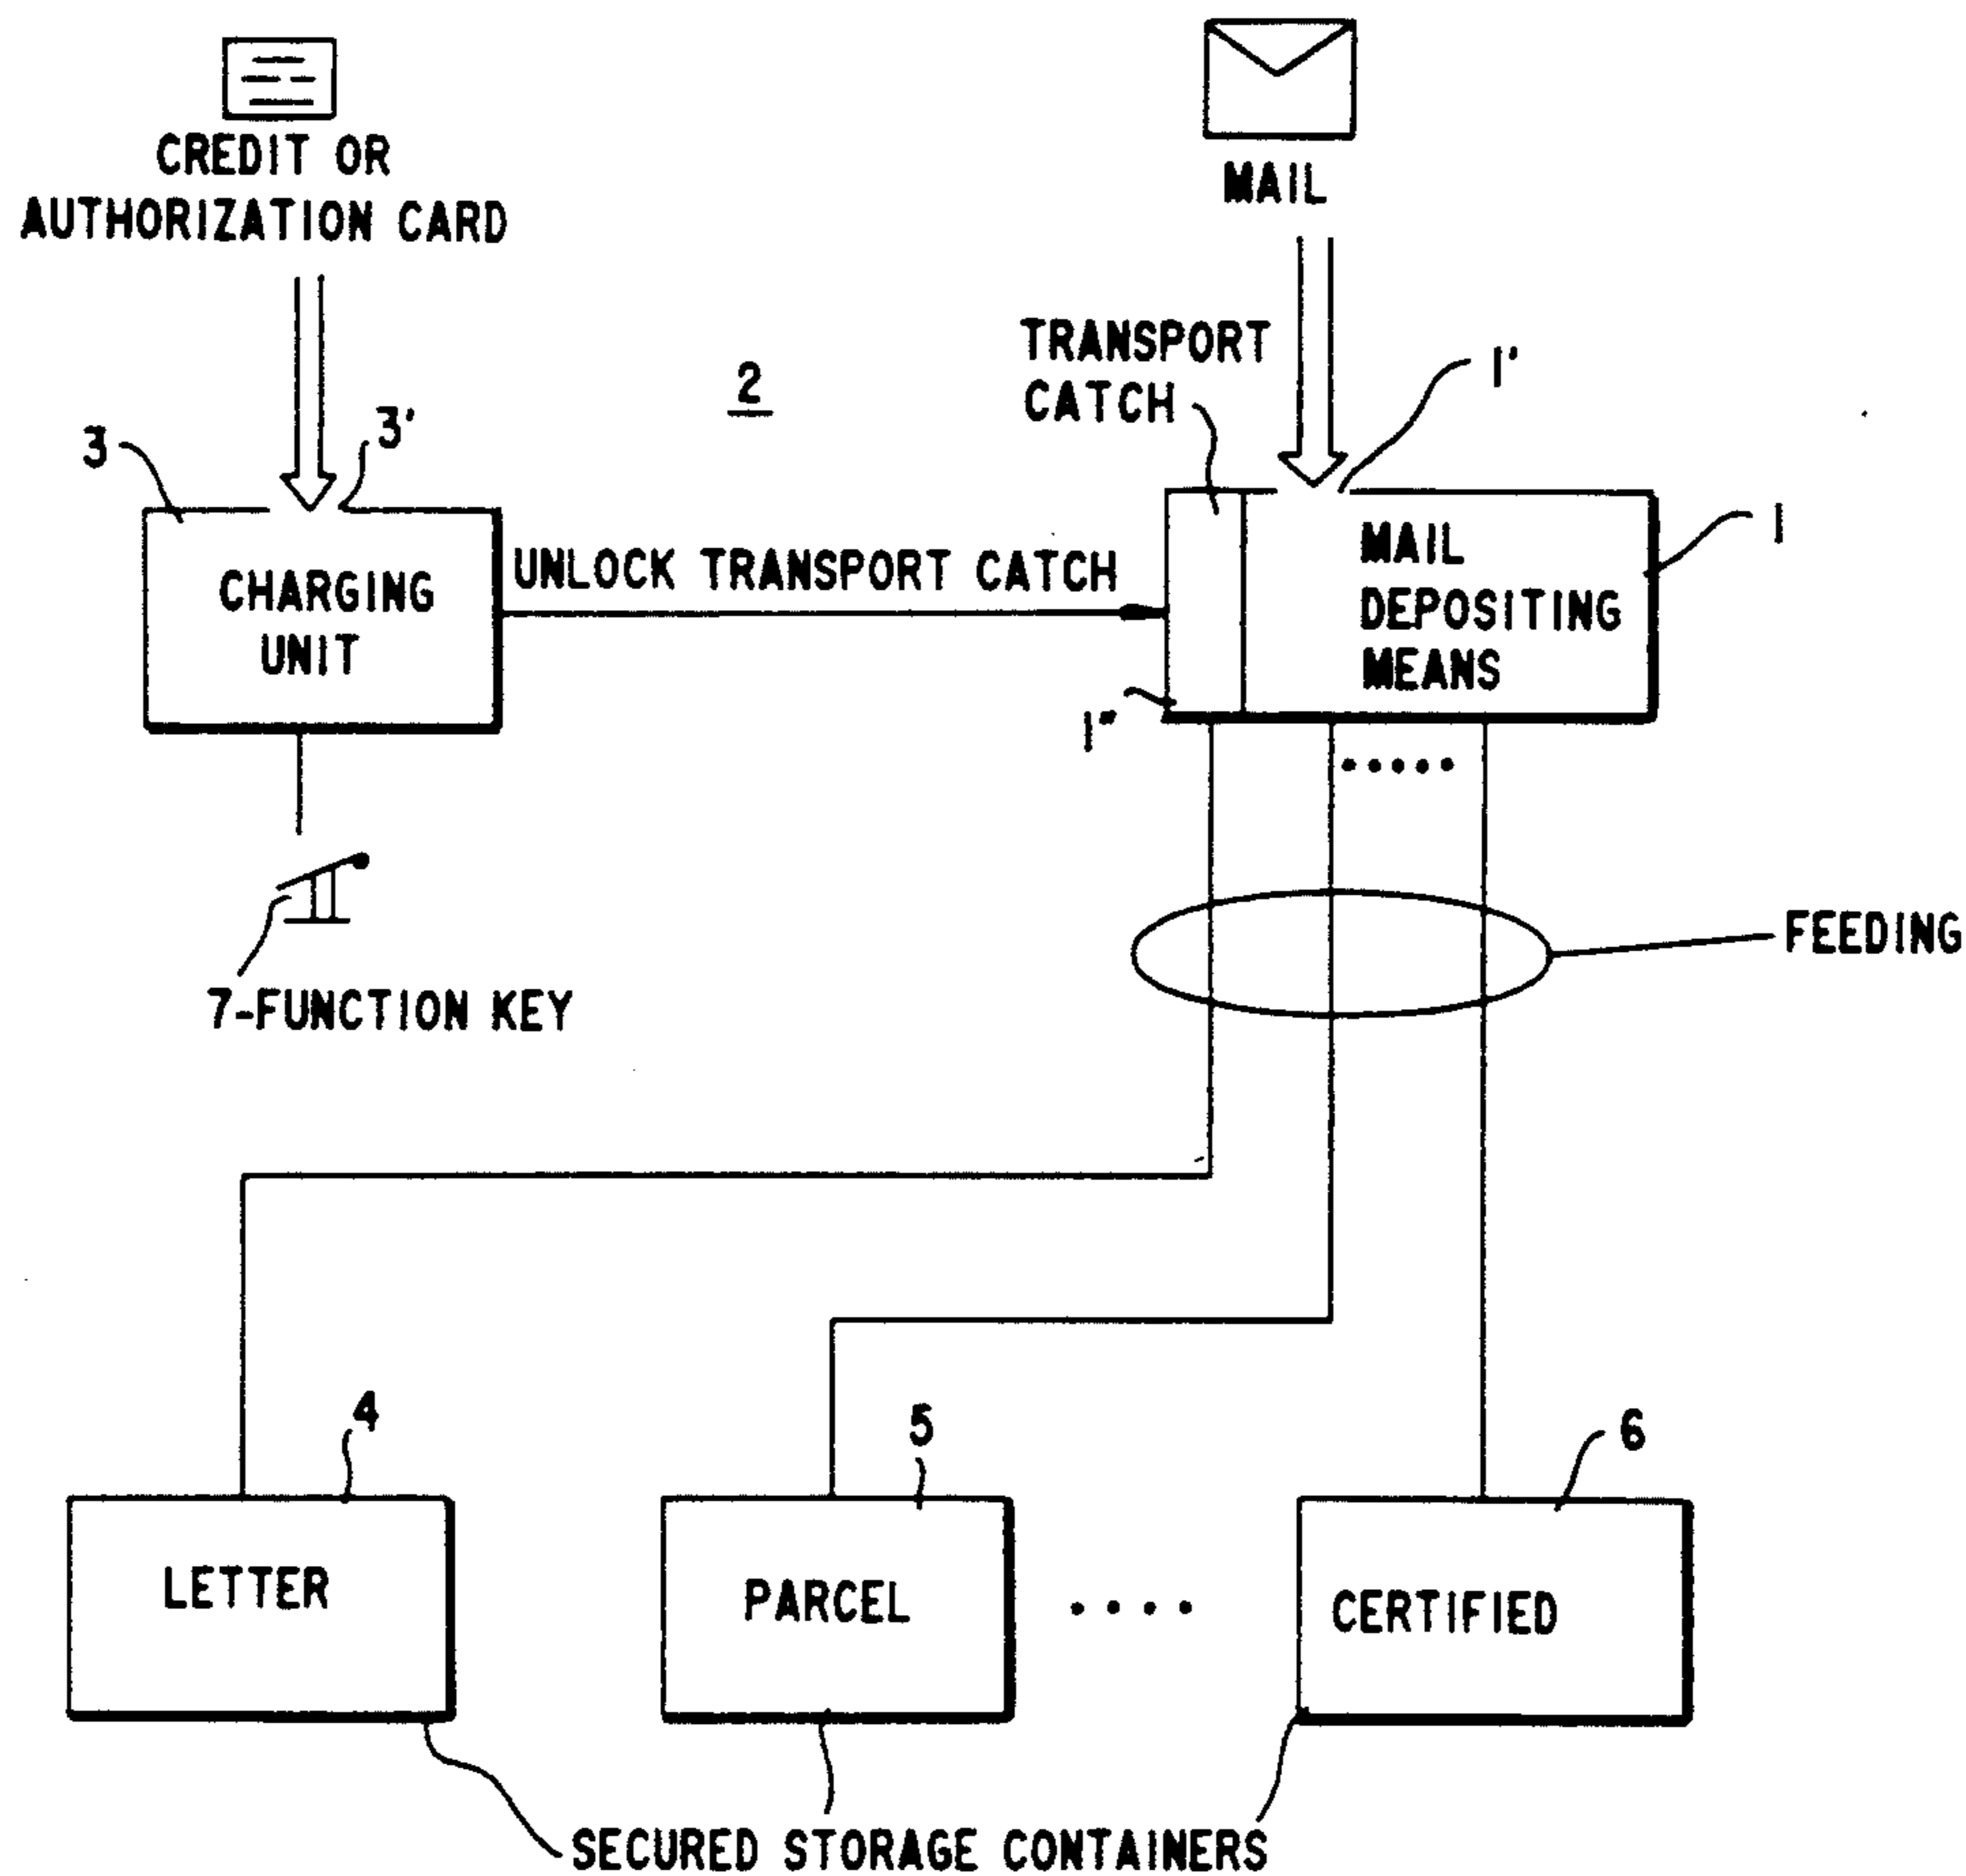 CREDIT OR
AUTHORIZATION CARD
MAIL
TRANSPORT
CATCH
1'
2
3
3'
1
CHARGING
UNIT
UNLOCK TRANSPORT CATCH
MAIL
DEPOSITING
MEANS
1"
7-FUNCTION KEY
FEEDING
4
5
6
LETTER
PARCEL
CERTIFIED
SECURED STORAGE CONTAINERS